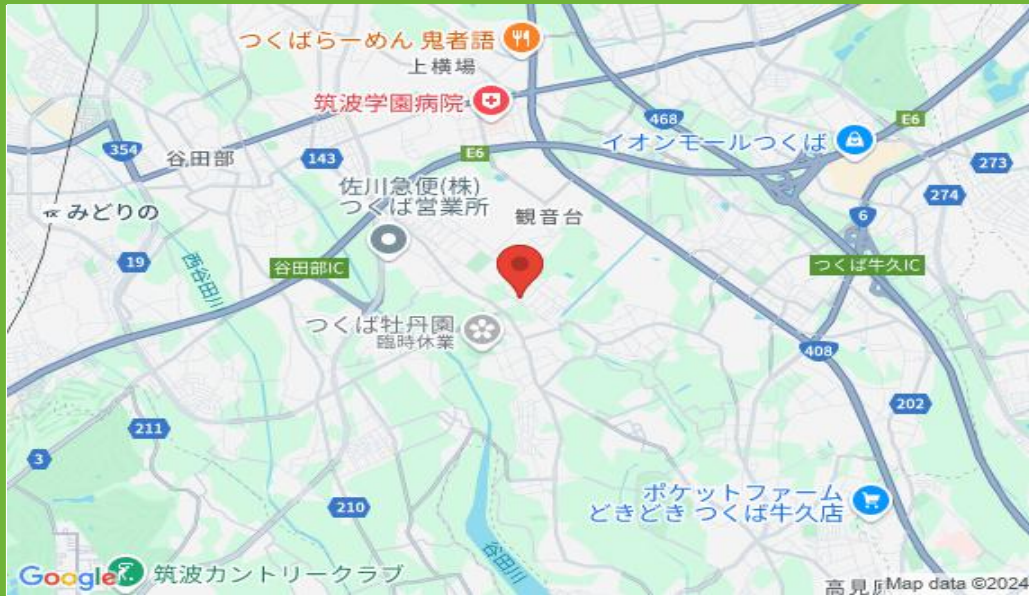 つくばらーめん 鬼者語
上横場
筑波学園病院
468
E6
イオンモールつくば
354
谷田部
143
E6
273
佐川急便(株)
つくば営業所
274
みどりの
観音台
6
19
西谷田川
谷田部IC
つくば牛久IC
つくば牡丹園
臨時休業
408
202
211
3
210
ポケットファーム
どきどき つくば牛久店
谷田川
Google
筑波カントリークラブ
高見原
Map data ©2024